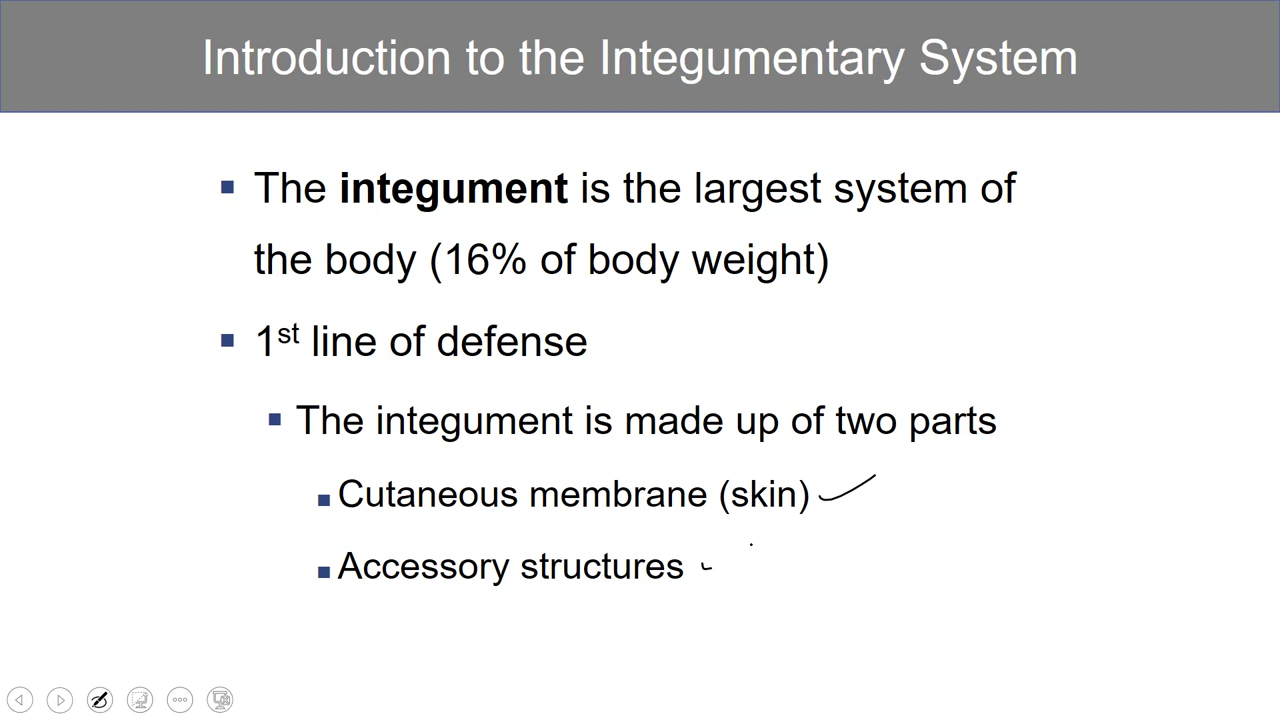 Introduction to the Integumentary System
The integument is the largest system of
the body (16% of body weight)
1st line of defense
The integument is made up of two parts
Cutaneous membrane (skin)
Accessory structures